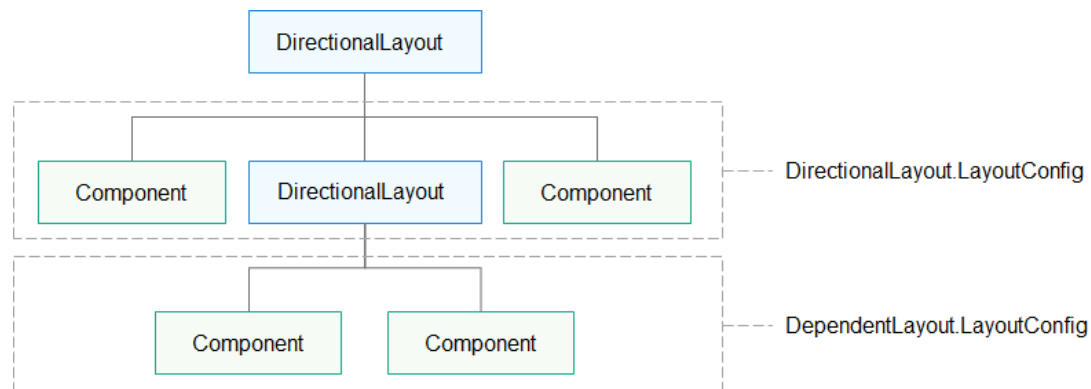 DirectionalLayout
Component
DirectionalLayout
Component
DirectionalLayout.LayoutConfig
Component
Component
DependentLayout.LayoutConfig